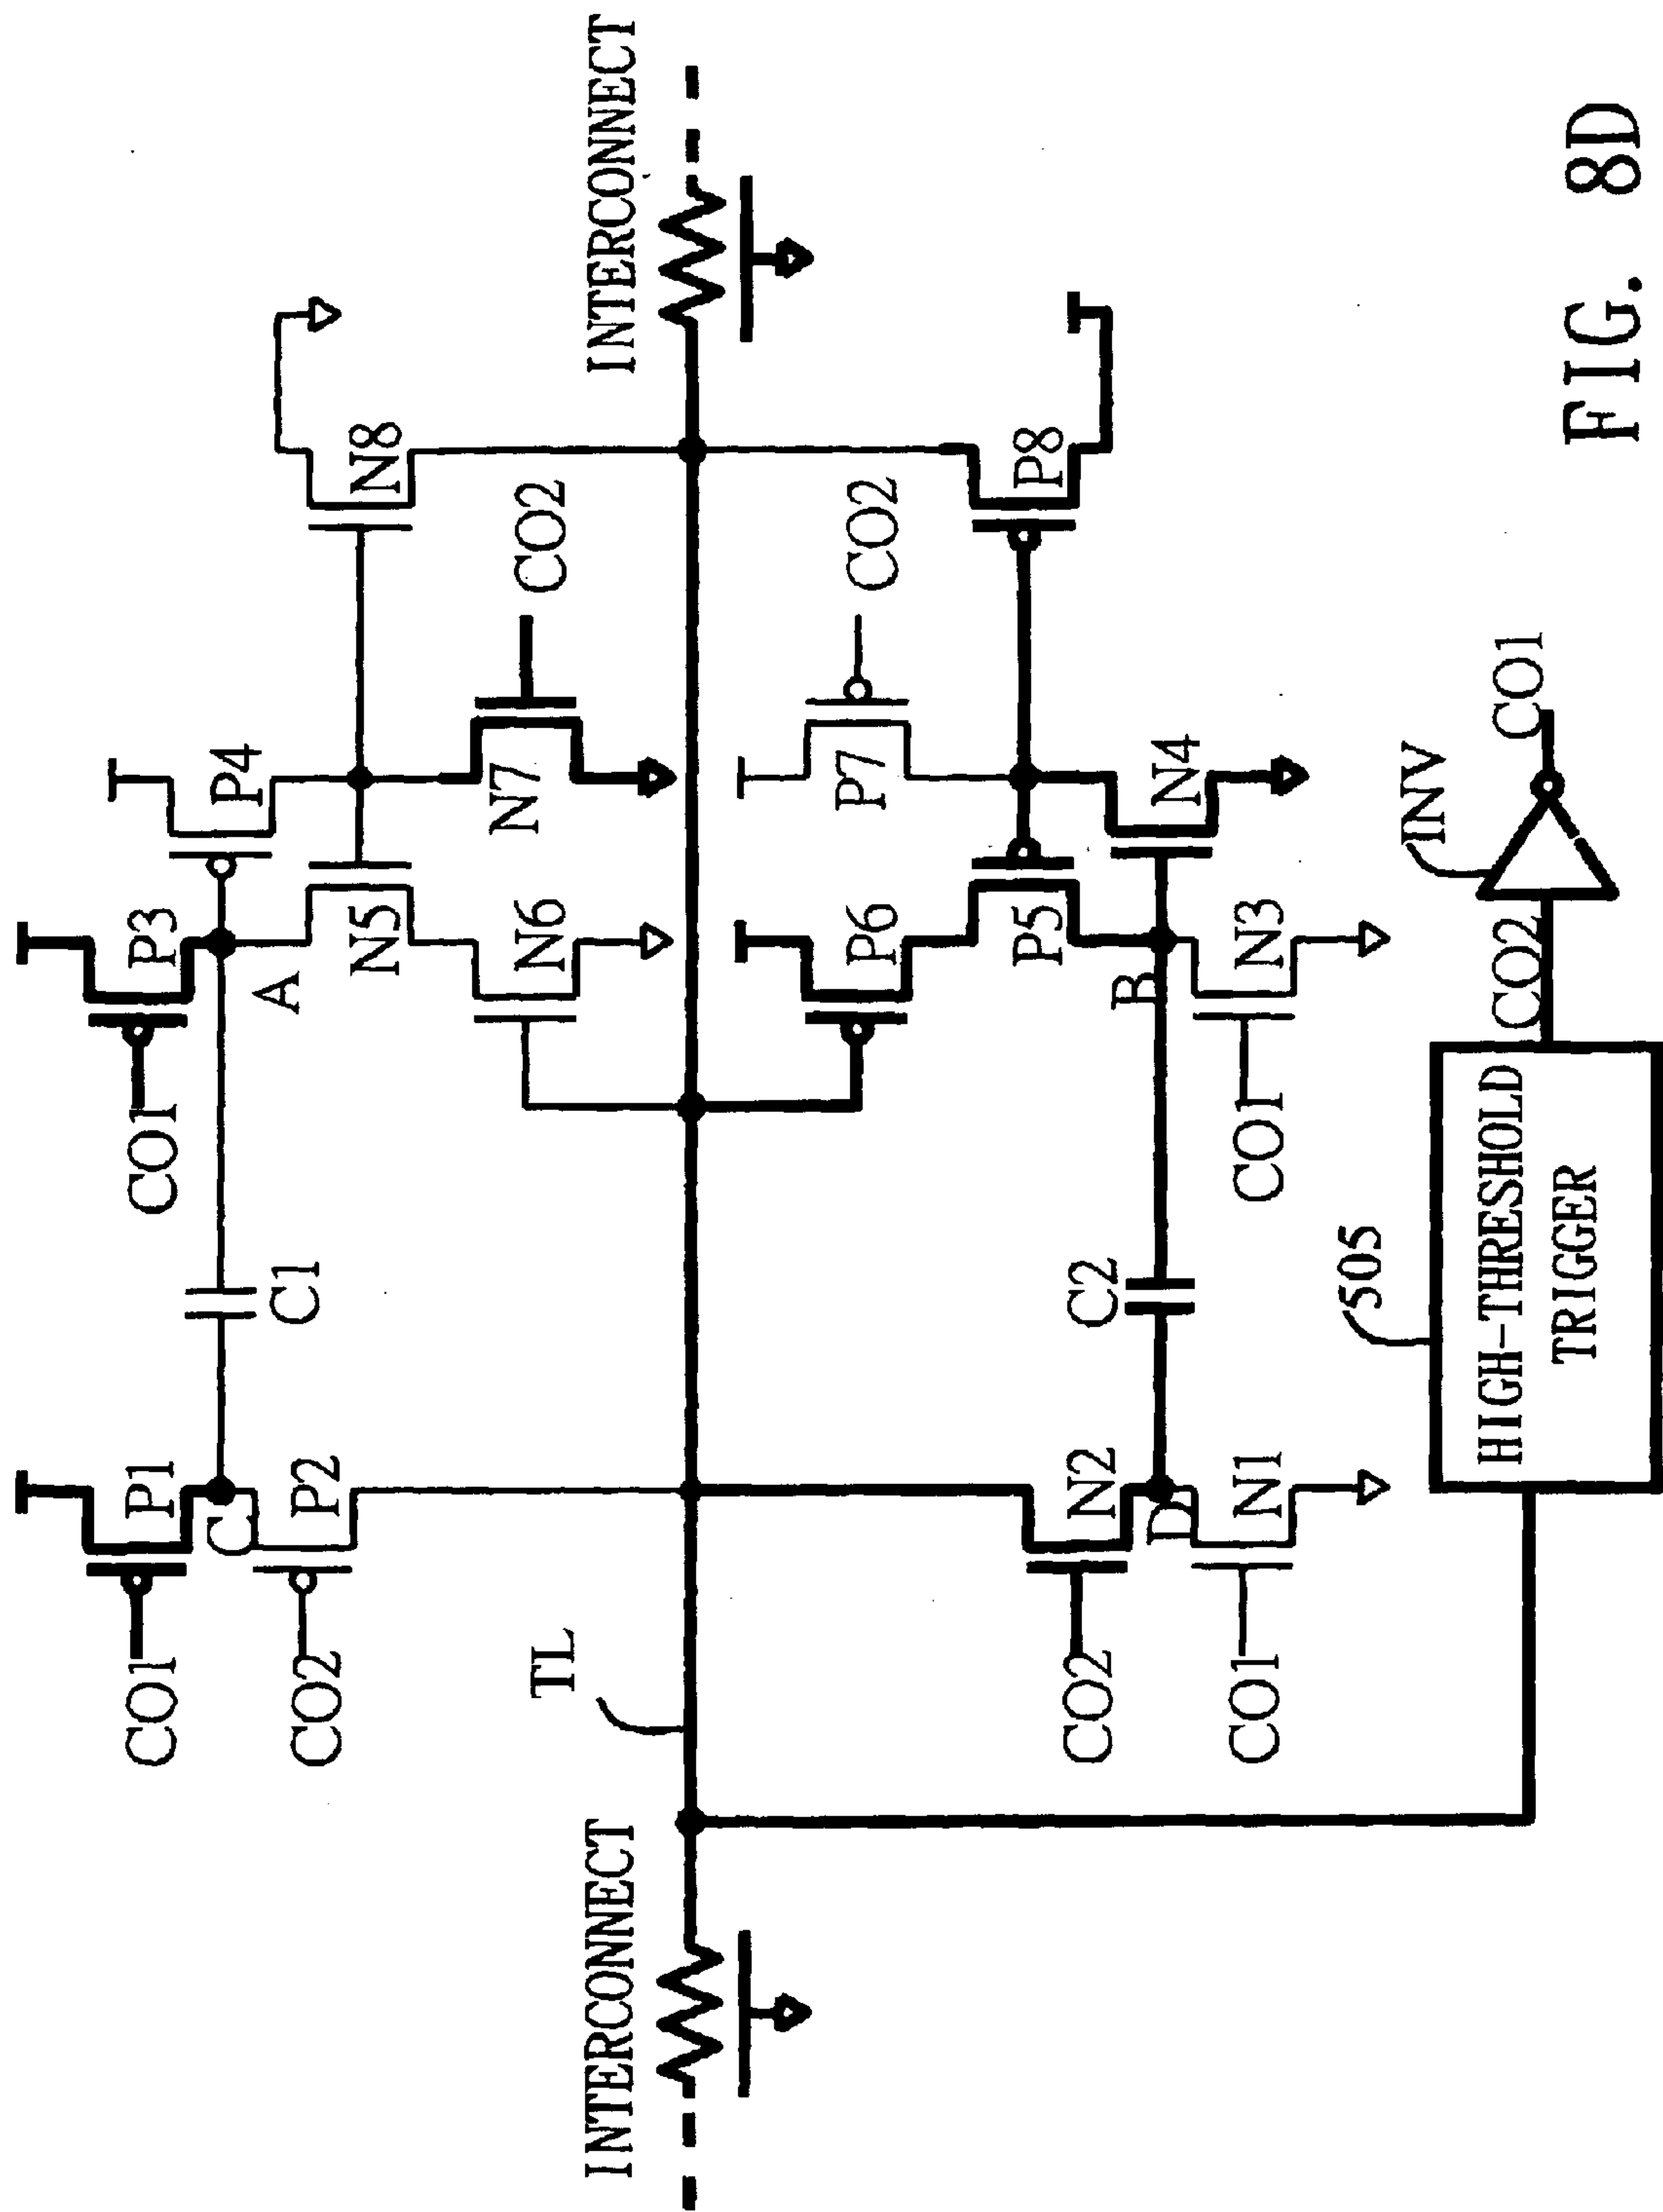 CO1
P1
C
CO2
P2
C1
CO1
P3
A
P4
N5
N6
N7
CO2
N8
INTERCONNECT
TL
INTERCONNECT
CO2
N2
D
CO1
N1
C2
P6
P5
B
CO1
N3
P7
CO2
N4
P8
505
HIGH-THRESHOLD
TRIGGER
CO2
INV
CO1
FIG. 8D